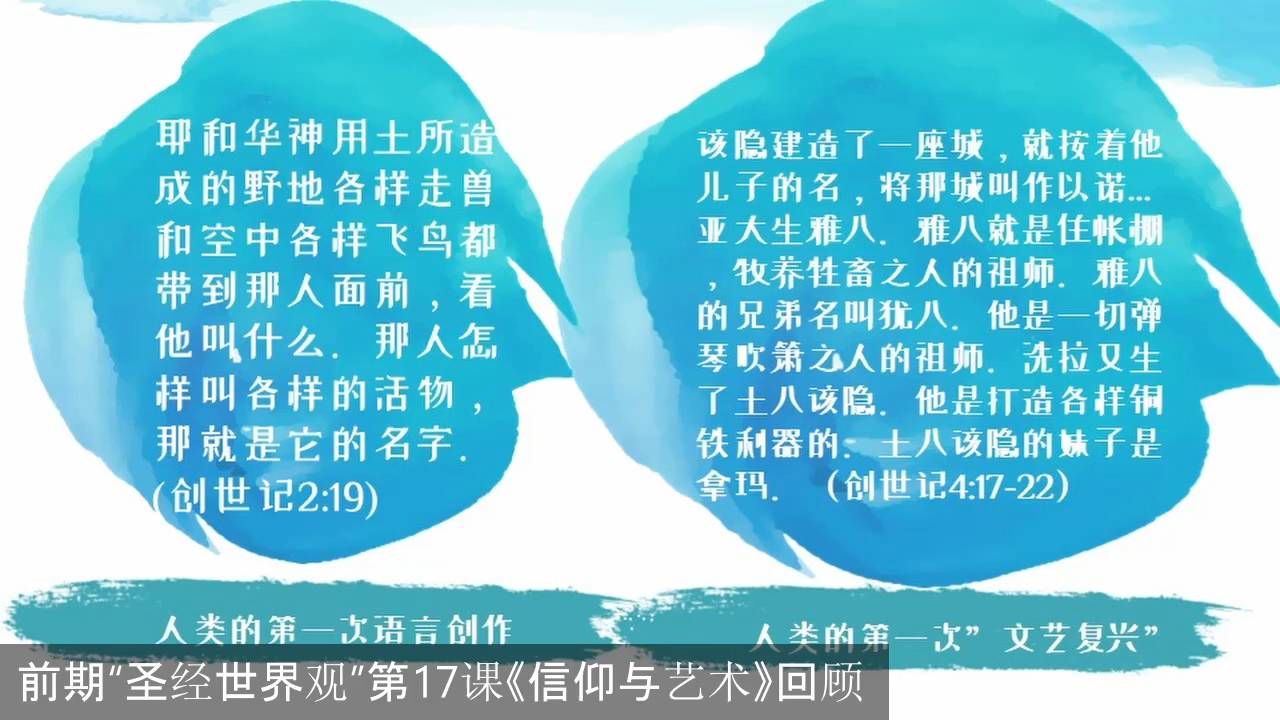 耶和华神用土所造
成的野地各样走兽
和空中各样飞鸟都
带到那人面前，看
他叫什么. 那人怎
样叫各样的活物，
那就是它的名字.
(创世记2:19)
人类的第一次语言创作
该隐建造了一座城，就按着他
儿子的名，将那城叫作以诺...
亚大生雅八. 雅八就是住帐棚
，牧养牲畜之人的祖师. 雅八
的兄弟名叫犹八. 他是一切弹
琴吹箫之人的祖师. 洗拉又生
了土八该隐. 他是打造各样铜
铁利器的. 土八该隐的妹子是
拿玛. （创世记4:17-22）
人类的第一次”文艺复兴”
前期“圣经世界观”第17课《信仰与艺术》回顾